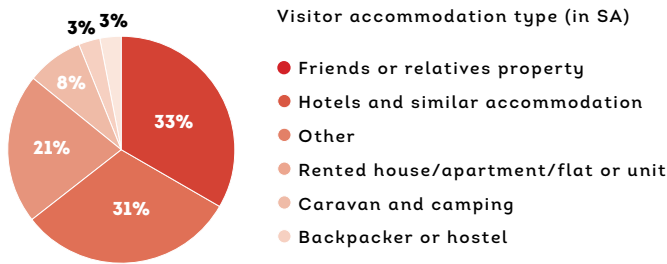 Visitor accommodation type (in SA)
3% 3%
8%
33%
21%
31%
Friends or relatives property
Hotels and similar accommodation
Other
Rented house/apartment/flat or unit
Caravan and camping
Backpacker or hostel